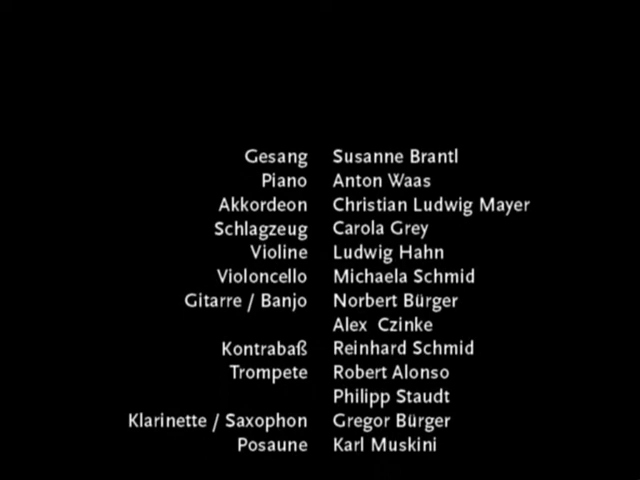 Gesang Susanne Brantl
Piano Anton Waas
Akkordeon Christian Ludwig Mayer
Schlagzeug Carola Grey
Violine Ludwig Hahn
Violoncello Michaela Schmid
Gitarre / Banjo Norbert Bürger
Alex Czinke
Kontrabaß Reinhard Schmid
Trompete Robert Alonso
Philipp Staudt
Klarinette / Saxophon Gregor Bürger
Posaune Karl Muskini